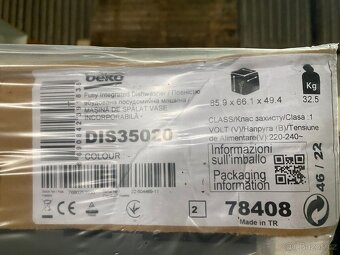 beko
Fully Integrated Dishwasher / Повністю
вбудована посудомийна машина /
MAȘINĂ DE SPĂLAT VASE
INCORPORABILĂ
DIS35020
COLOUR :-
85.9 x 66.1 x 49.4
Kg
32.5
CLASS/Клас захисту/Clasa :1
VOLT (V)/Напруга (В)/Tensiune
de Alimentare(V):220-240~
Informazioni
sull'imballo
Packaging
information
46 / 22
2
78408
Made in TR